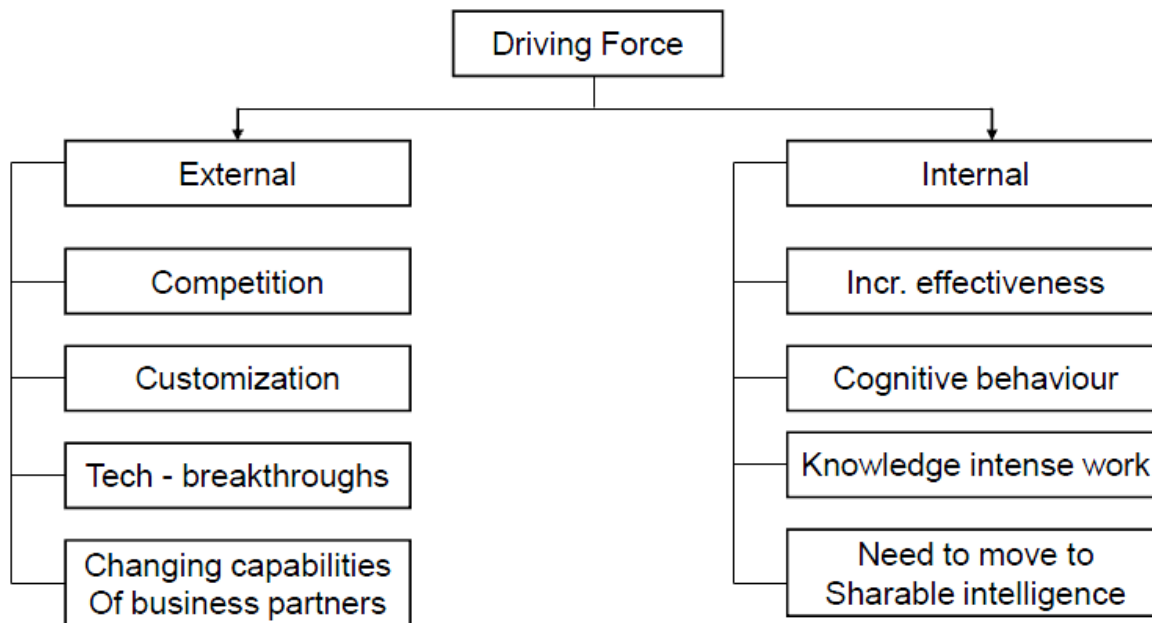 Driving Force
External
Competition
Customization
Tech - breakthroughs
Changing capabilities
Of business partners
Internal
Incr. effectiveness
Cognitive behaviour
Knowledge intense work
Need to move to
Sharable intelligence